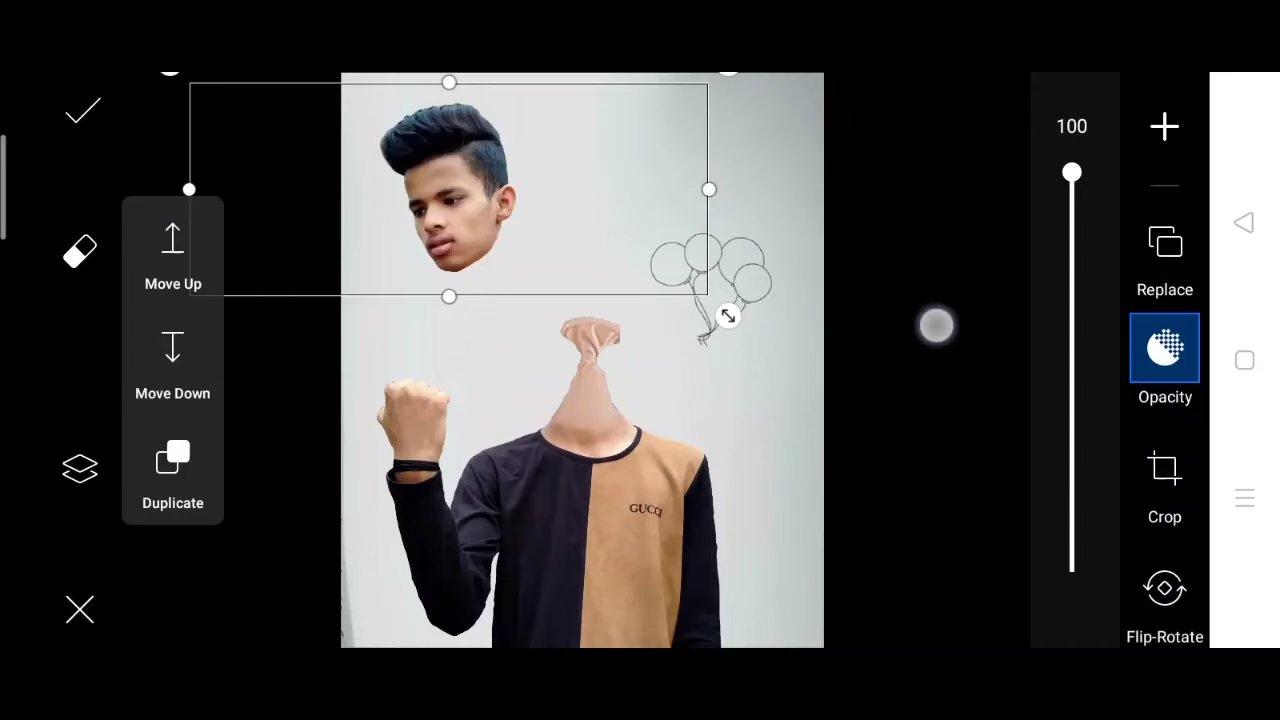 100
Move Up
Replace
Move Down
Opacity
Duplicate
GUCCI
Crop
Flip-Rotate